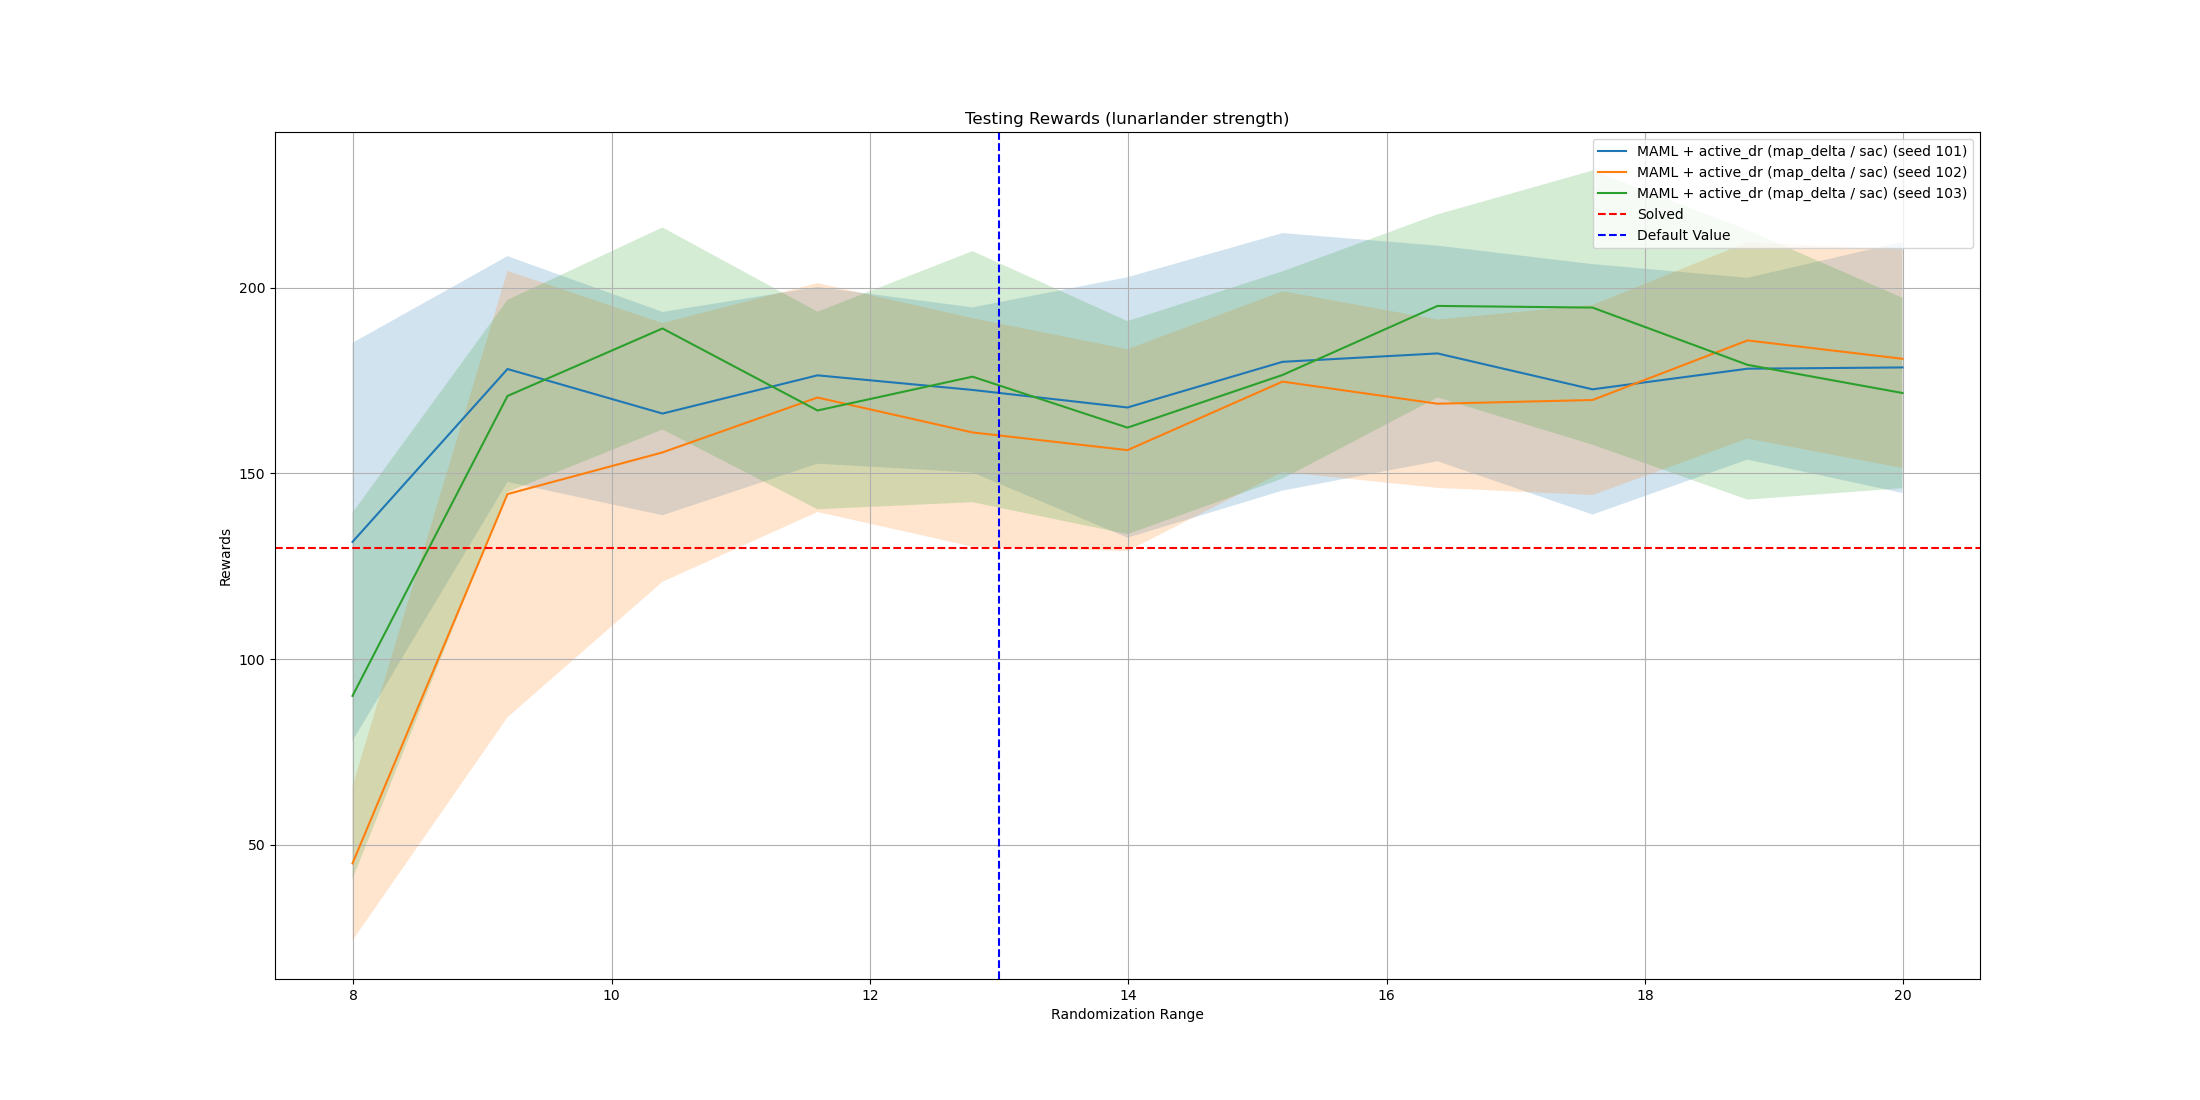 Testing Rewards (lunarlander strength)
MAML + active_dr (map_delta / sac) (seed 101)
MAML + active_dr (map_delta / sac) (seed 102)
MAML + active_dr (map_delta / sac) (seed 103)
Solved
Default Value
200
150
100
50
Rewards
8
10
12
14
16
18
20
Randomization Range